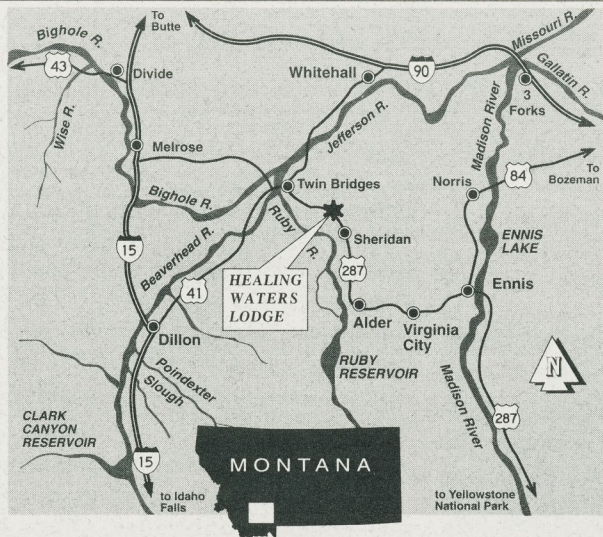 To
Butte
Bighole R.
43
Divide
Wise R.
Whitehall
90
Missouri R.
Gallatin R.
3
Forks
Melrose
Jefferson R.
Madison River
To
Bozeman
84
Norris
Bighole R.
Twin Bridges
Ruby R.
Sheridan
ENNIS
LAKE
15
Beaverhead R.
41
HEALING
WATERS
LODGE
287
Ennis
Alder
Virginia
City
Dillon
Poindexter
Slough
RUBY
RESERVOIR
Madison River
N
CLARK
CANYON
RESERVOIR
287
15
MONTANA
to Idaho
Falls
to Yellowstone
National Park